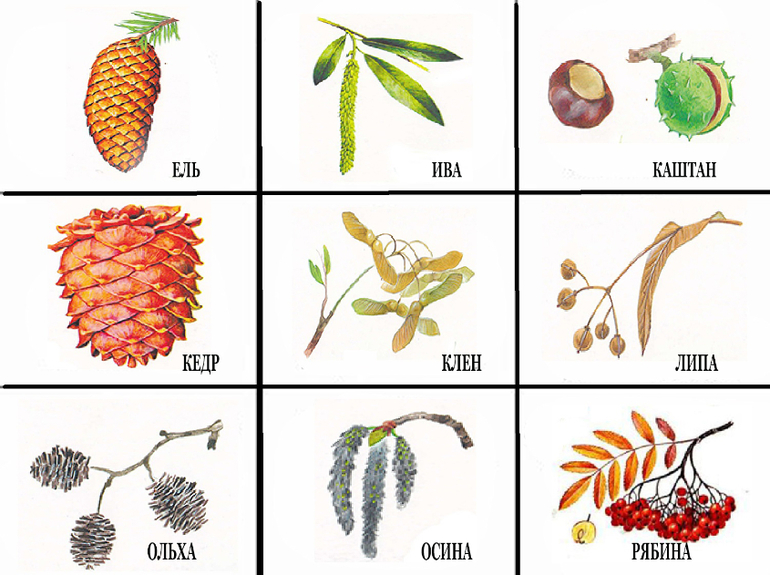 ЕЛЬ
ИВА
КАШТАН
КЕДР
КЛЕН
ЛИПА
ОЛЬХА
ОСИНА
РЯБИНА